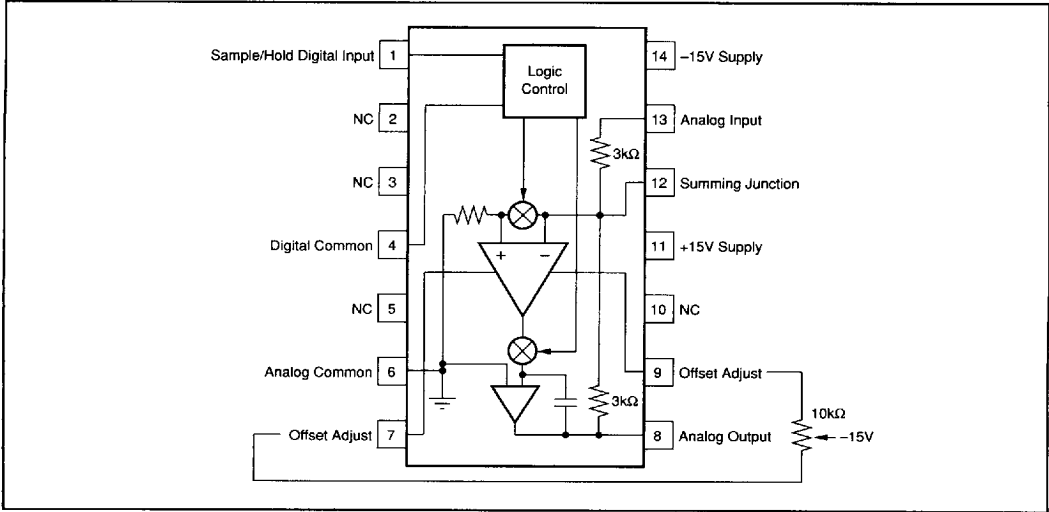 Sample/Hold Digital Input 1
NC 2
NC 3
Digital Common 4
NC 5
Analog Common 6
Offset Adjust 7
Logic
Control
3kΩ
+ −
3kΩ
14 –15V Supply
13 Analog Input
12 Summing Junction
11 +15V Supply
10 NC
9 Offset Adjust
8 Analog Output
10kΩ
–15V